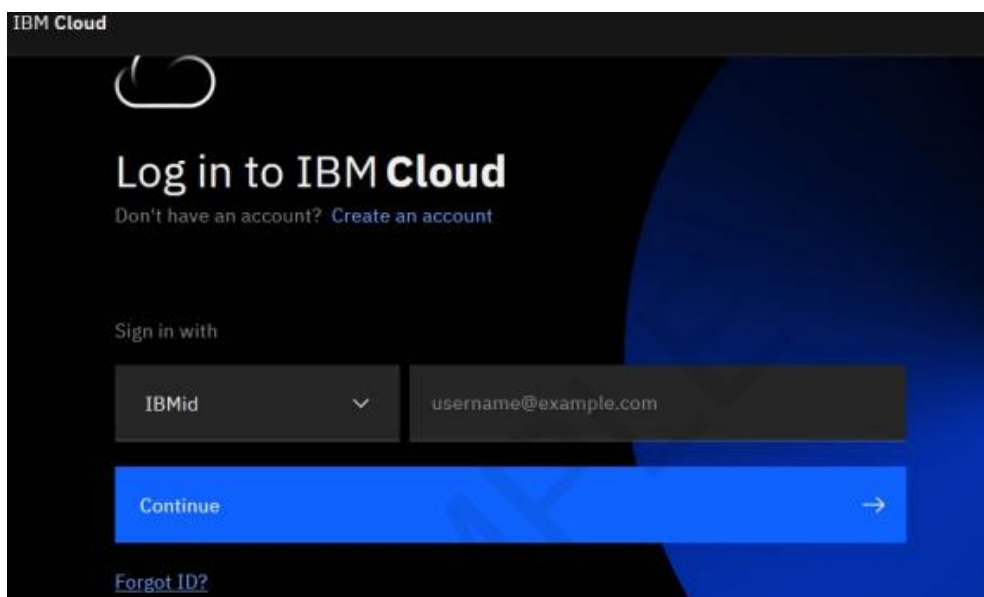 IBM Cloud
Log in to IBM Cloud
Don't have an account? Create an account
Sign in with
IBMid
username@example.com
Continue
Forgot ID?